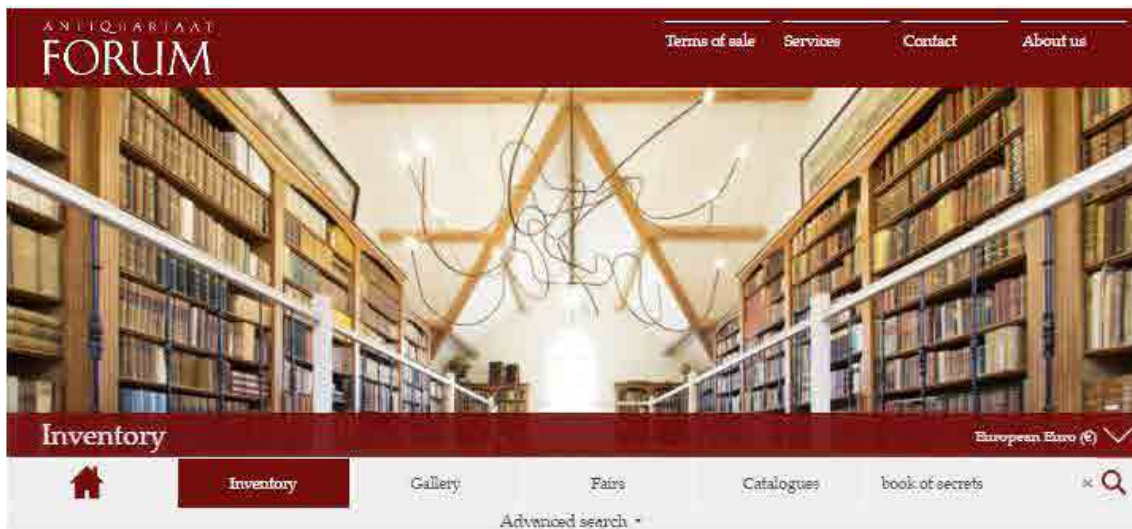 ANTIQUARIAAT
FORUM
Terms of sale Services Contact About us
Inventory
European Euro (€)
Inventory Gallery Fairs Catalogues book of secrets ×
Advanced search